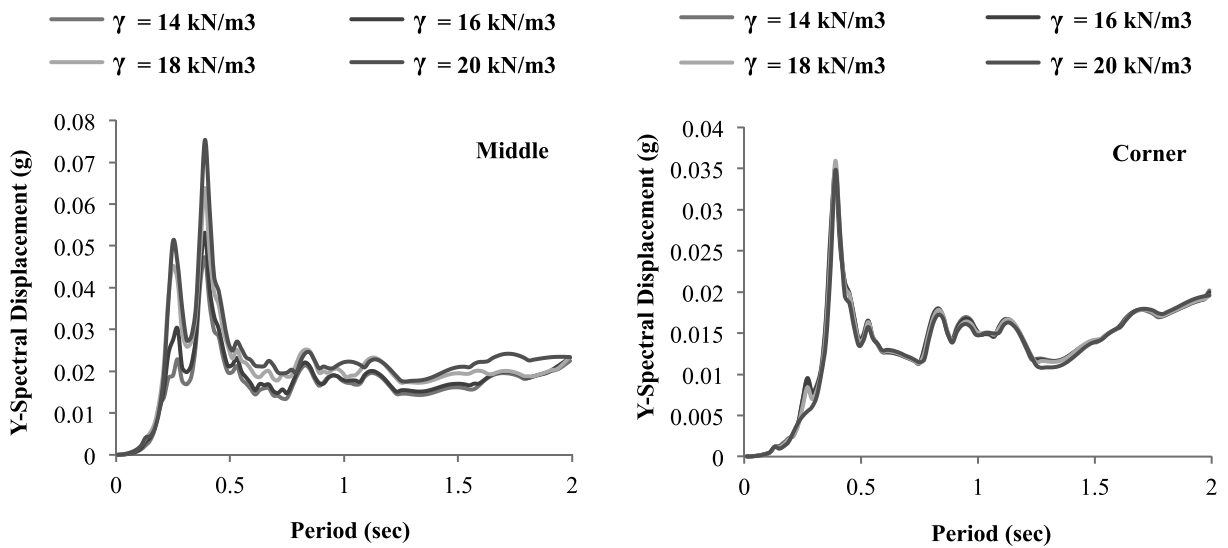 γ = 14 kN/m3
γ = 16 kN/m3
γ = 18 kN/m3
γ = 20 kN/m3
Y-Spectral Displacement (g)
0.08
0.07
0.06
0.05
0.04
0.03
0.02
0.01
0
Middle
0
0.5
1
1.5
2
Period (sec)
γ = 14 kN/m3
γ = 16 kN/m3
γ = 18 kN/m3
γ = 20 kN/m3
Y-Spectral Displacement (g)
0.04
0.035
0.03
0.025
0.02
0.015
0.01
0.005
0
Corner
0
0.5
1
1.5
2
Period (sec)